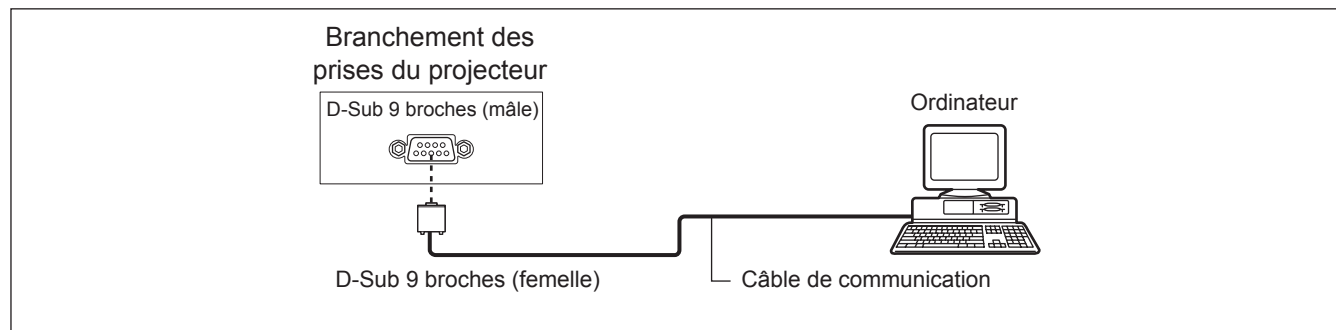 Branchement des
prises du projecteur
D-Sub 9 broches (mâle)
Ordinateur
D-Sub 9 broches (femelle)
Câble de communication